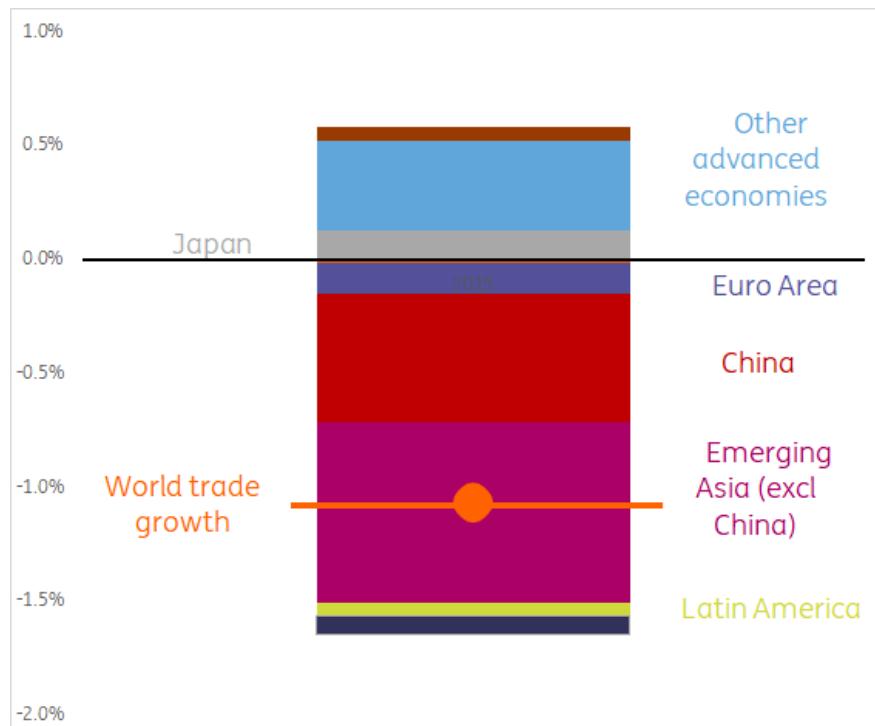 1.0%
0.5%
Other
advanced
economies
Japan
0.0%
Euro Area
China
-0.5%
Emerging
Asia (excl
China)
-1.0%
World trade
growth
-1.5%
Latin America
-2.0%